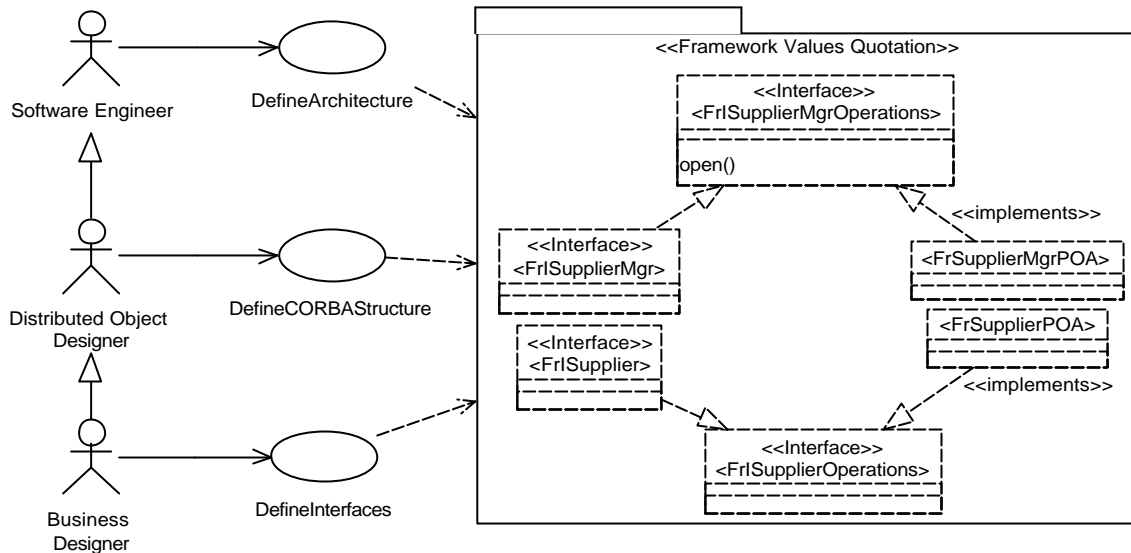 Software Engineer
DefineArchitecture
Distributed Object
Designer
DefineCORBAStructure
Business
Designer
DefineInterfaces
<<Framework Values Quotation>>
<<Interface>>
<FrISupplierMgrOperations>
open()
<<implements>>
<<Interface>>
<FrISupplierMgr>
<FrSupplierMgrPOA>
<<Interface>>
<FrISupplier>
<FrSupplierPOA>
<<implements>>
<<Interface>>
<FrISupplierOperations>